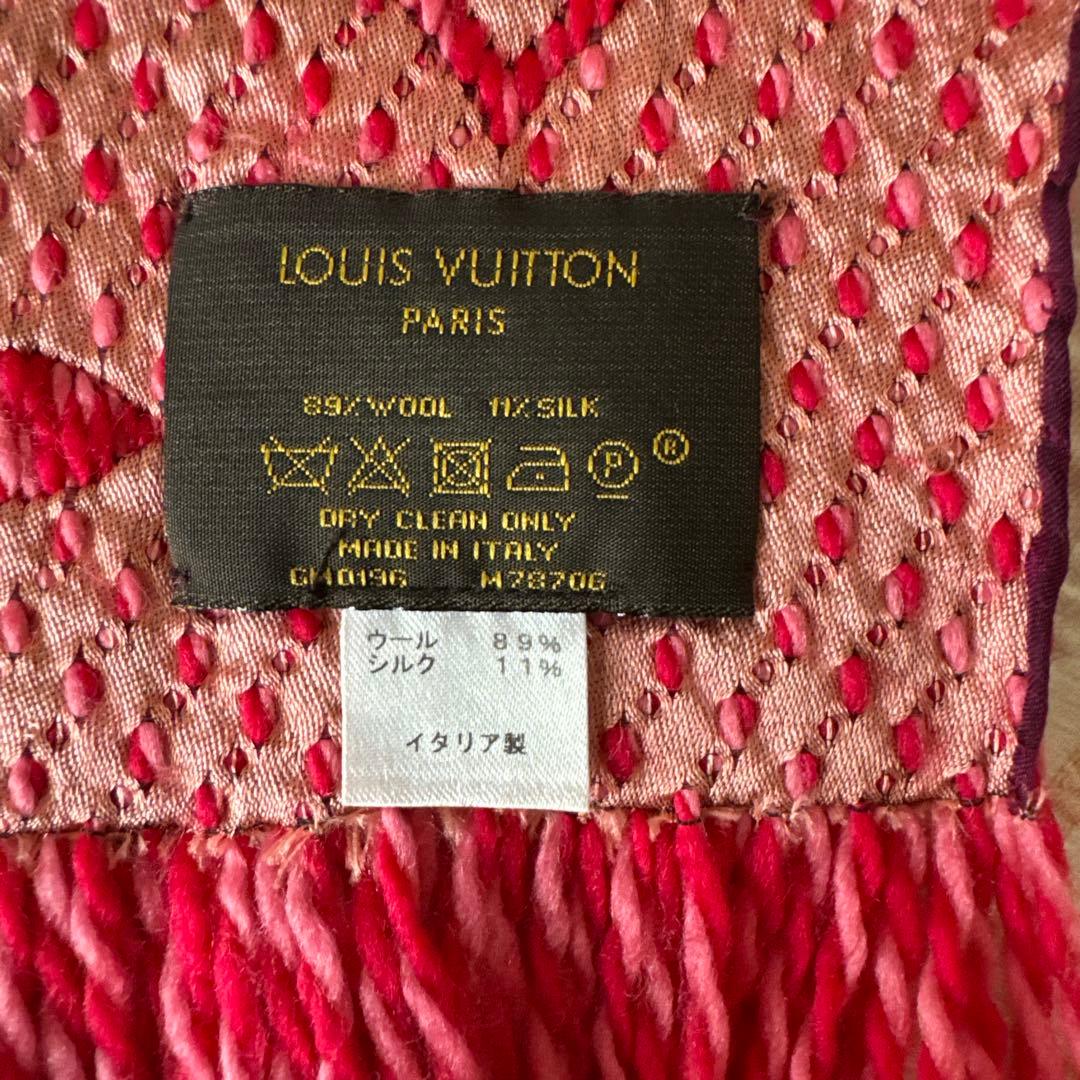 LOUIS VUITTON
PARIS
89% WOOL 11% SILK
P ®
DRY CLEAN ONLY
MADE IN ITALY
GM0196 M78706
ウール 89%
シルク 11%
イタリア製